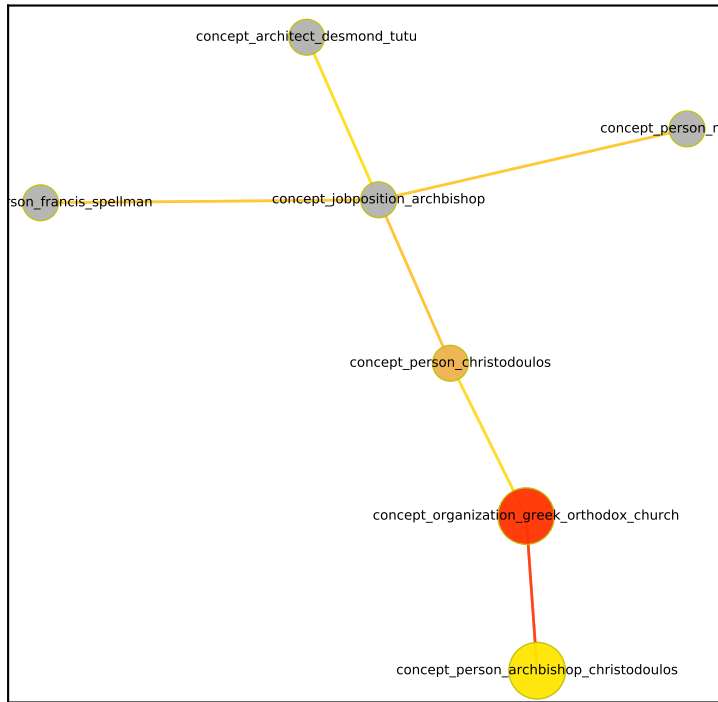 concept_architect_desmond_tutu
concept_person_r
rson_francis_spellman
concept_jobposition_archbishop
concept_person_christodoulos
concept_organization_greek_orthodox_church
concept_person_archbishop_christodoulos